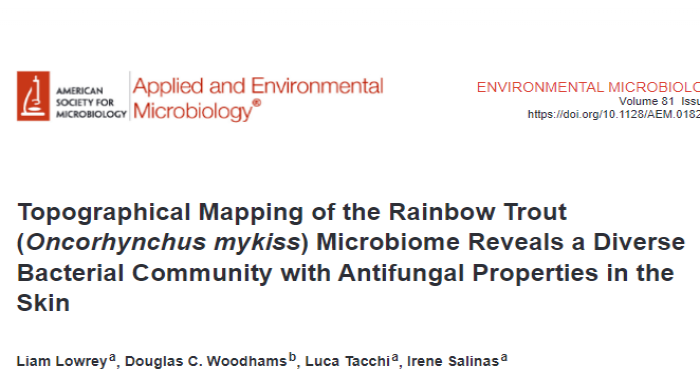 AMERICAN
SOCIETY FOR
MICROBIOLOGY
Applied and Environmental
Microbiology®
ENVIRONMENTAL MICROBIOLO
Volume 81 Issu
https://doi.org/10.1128/AEM.0182
Topographical Mapping of the Rainbow Trout
(Oncorhynchus mykiss) Microbiome Reveals a Diverse
Bacterial Community with Antifungal Properties in the
Skin
Liam Lowrey a, Douglas C. Woodhams b, Luca Tacchi a, Irene Salinas a